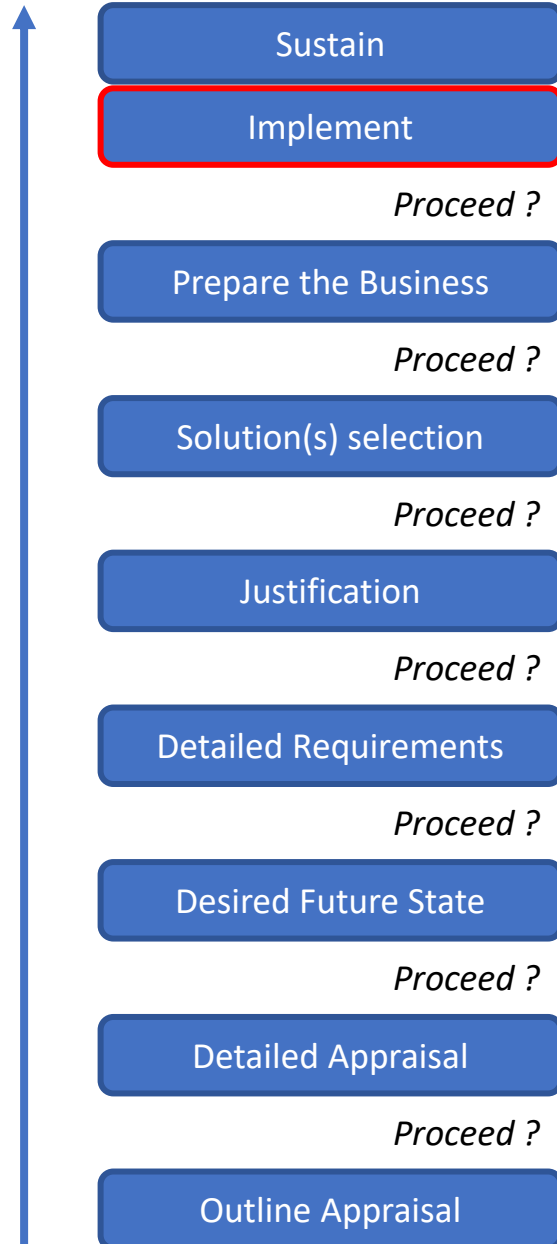 Sustain
Implement
Proceed ?
Prepare the Business
Proceed ?
Solution(s) selection
Proceed ?
Justification
Proceed ?
Detailed Requirements
Proceed ?
Desired Future State
Proceed ?
Detailed Appraisal
Proceed ?
Outline Appraisal